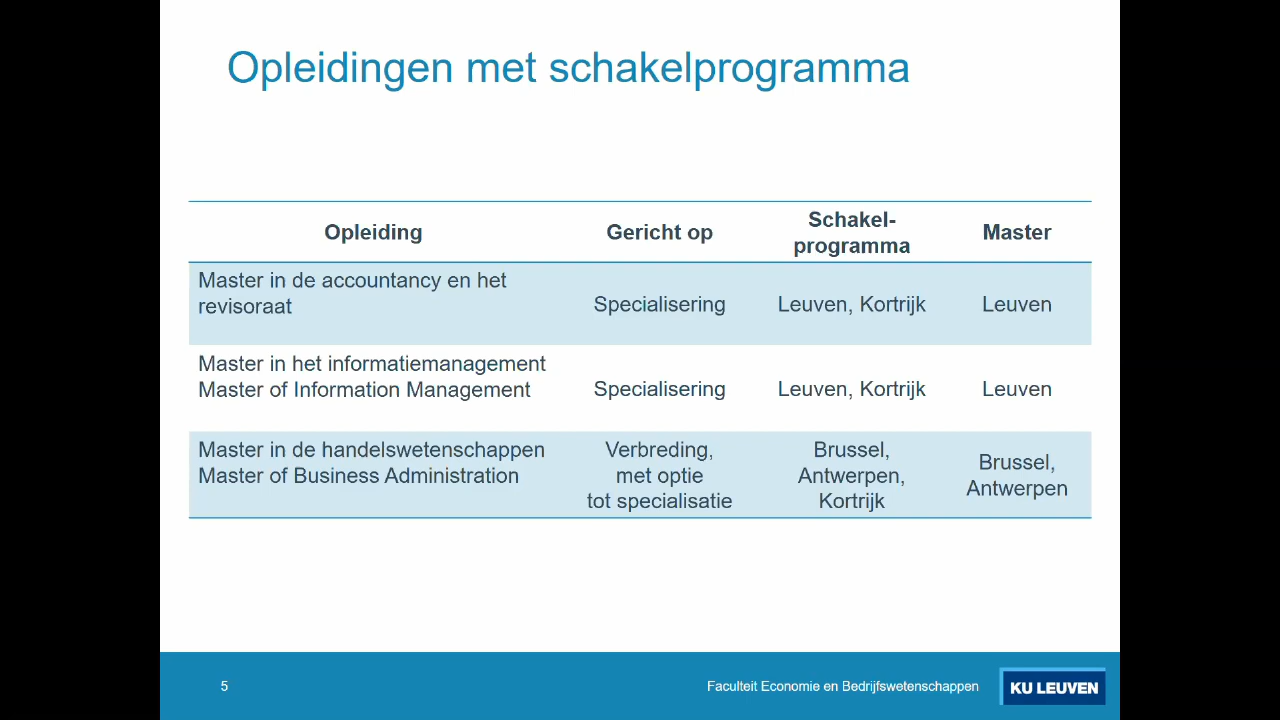 Opleidingen met schakelprogramma
Opleiding
Gericht op
Schakel-
programma
Master
Master in de accountancy en het
revisoraat
Specialisering
Leuven, Kortrijk
Leuven
Master in het informatiemanagement
Master of Information Management
Specialisering
Leuven, Kortrijk
Leuven
Master in de handelswetenschappen
Master of Business Administration
Verbreding,
met optie
tot specialisatie
Brussel,
Antwerpen,
Kortrijk
Brussel,
Antwerpen
5
Faculteit Economie en Bedrijfswetenschappen
KU LEUVEN